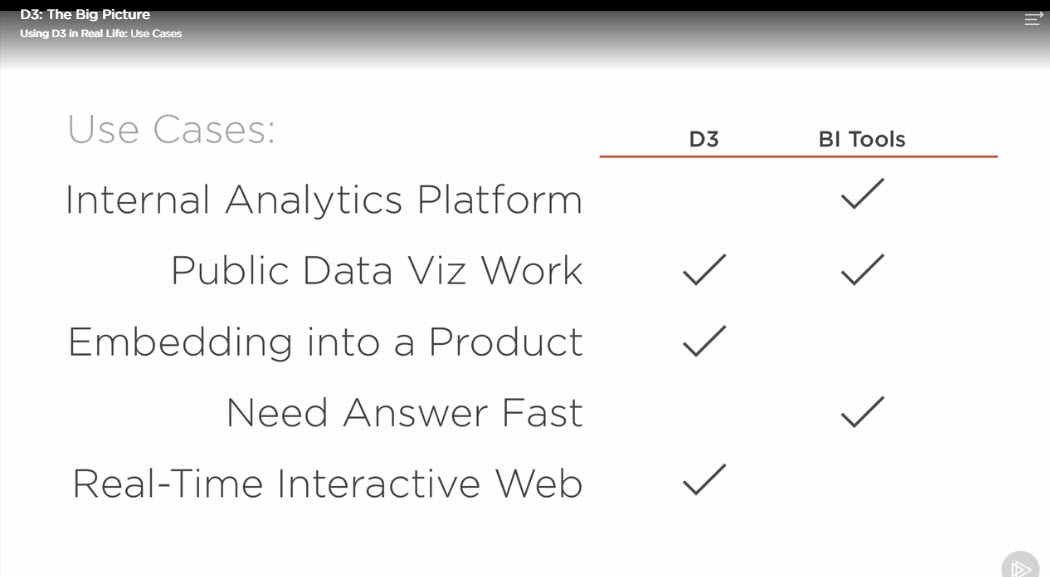 D3: The Big Picture
Using D3 in Real Life: Use Cases
Use Cases:
D3 BI Tools
Internal Analytics Platform
Public Data Viz Work
Embedding into a Product
Need Answer Fast
Real-Time Interactive Web